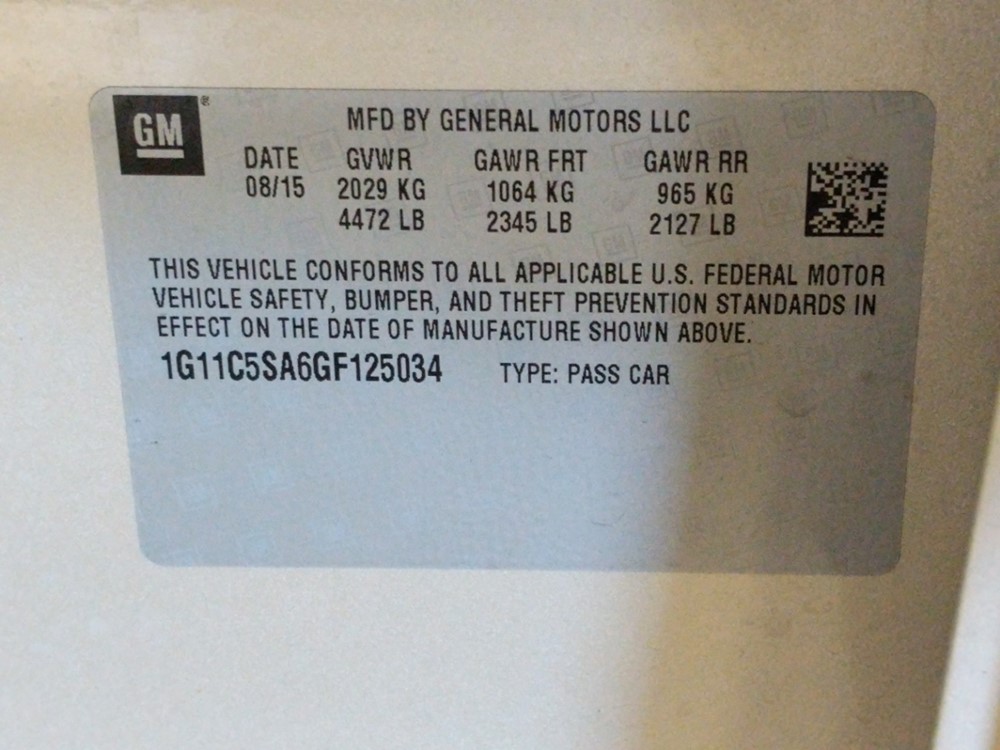 GM
MFD BY GENERAL MOTORS LLC
DATE GVWR GAWR FRT GAWR RR
08/15 2029 KG 1064 KG 965 KG
4472 LB 2345 LB 2127 LB
THIS VEHICLE CONFORMS TO ALL APPLICABLE U.S. FEDERAL MOTOR
VEHICLE SAFETY, BUMPER, AND THEFT PREVENTION STANDARDS IN
EFFECT ON THE DATE OF MANUFACTURE SHOWN ABOVE.
1G11C5SA6GF125034 TYPE: PASS CAR